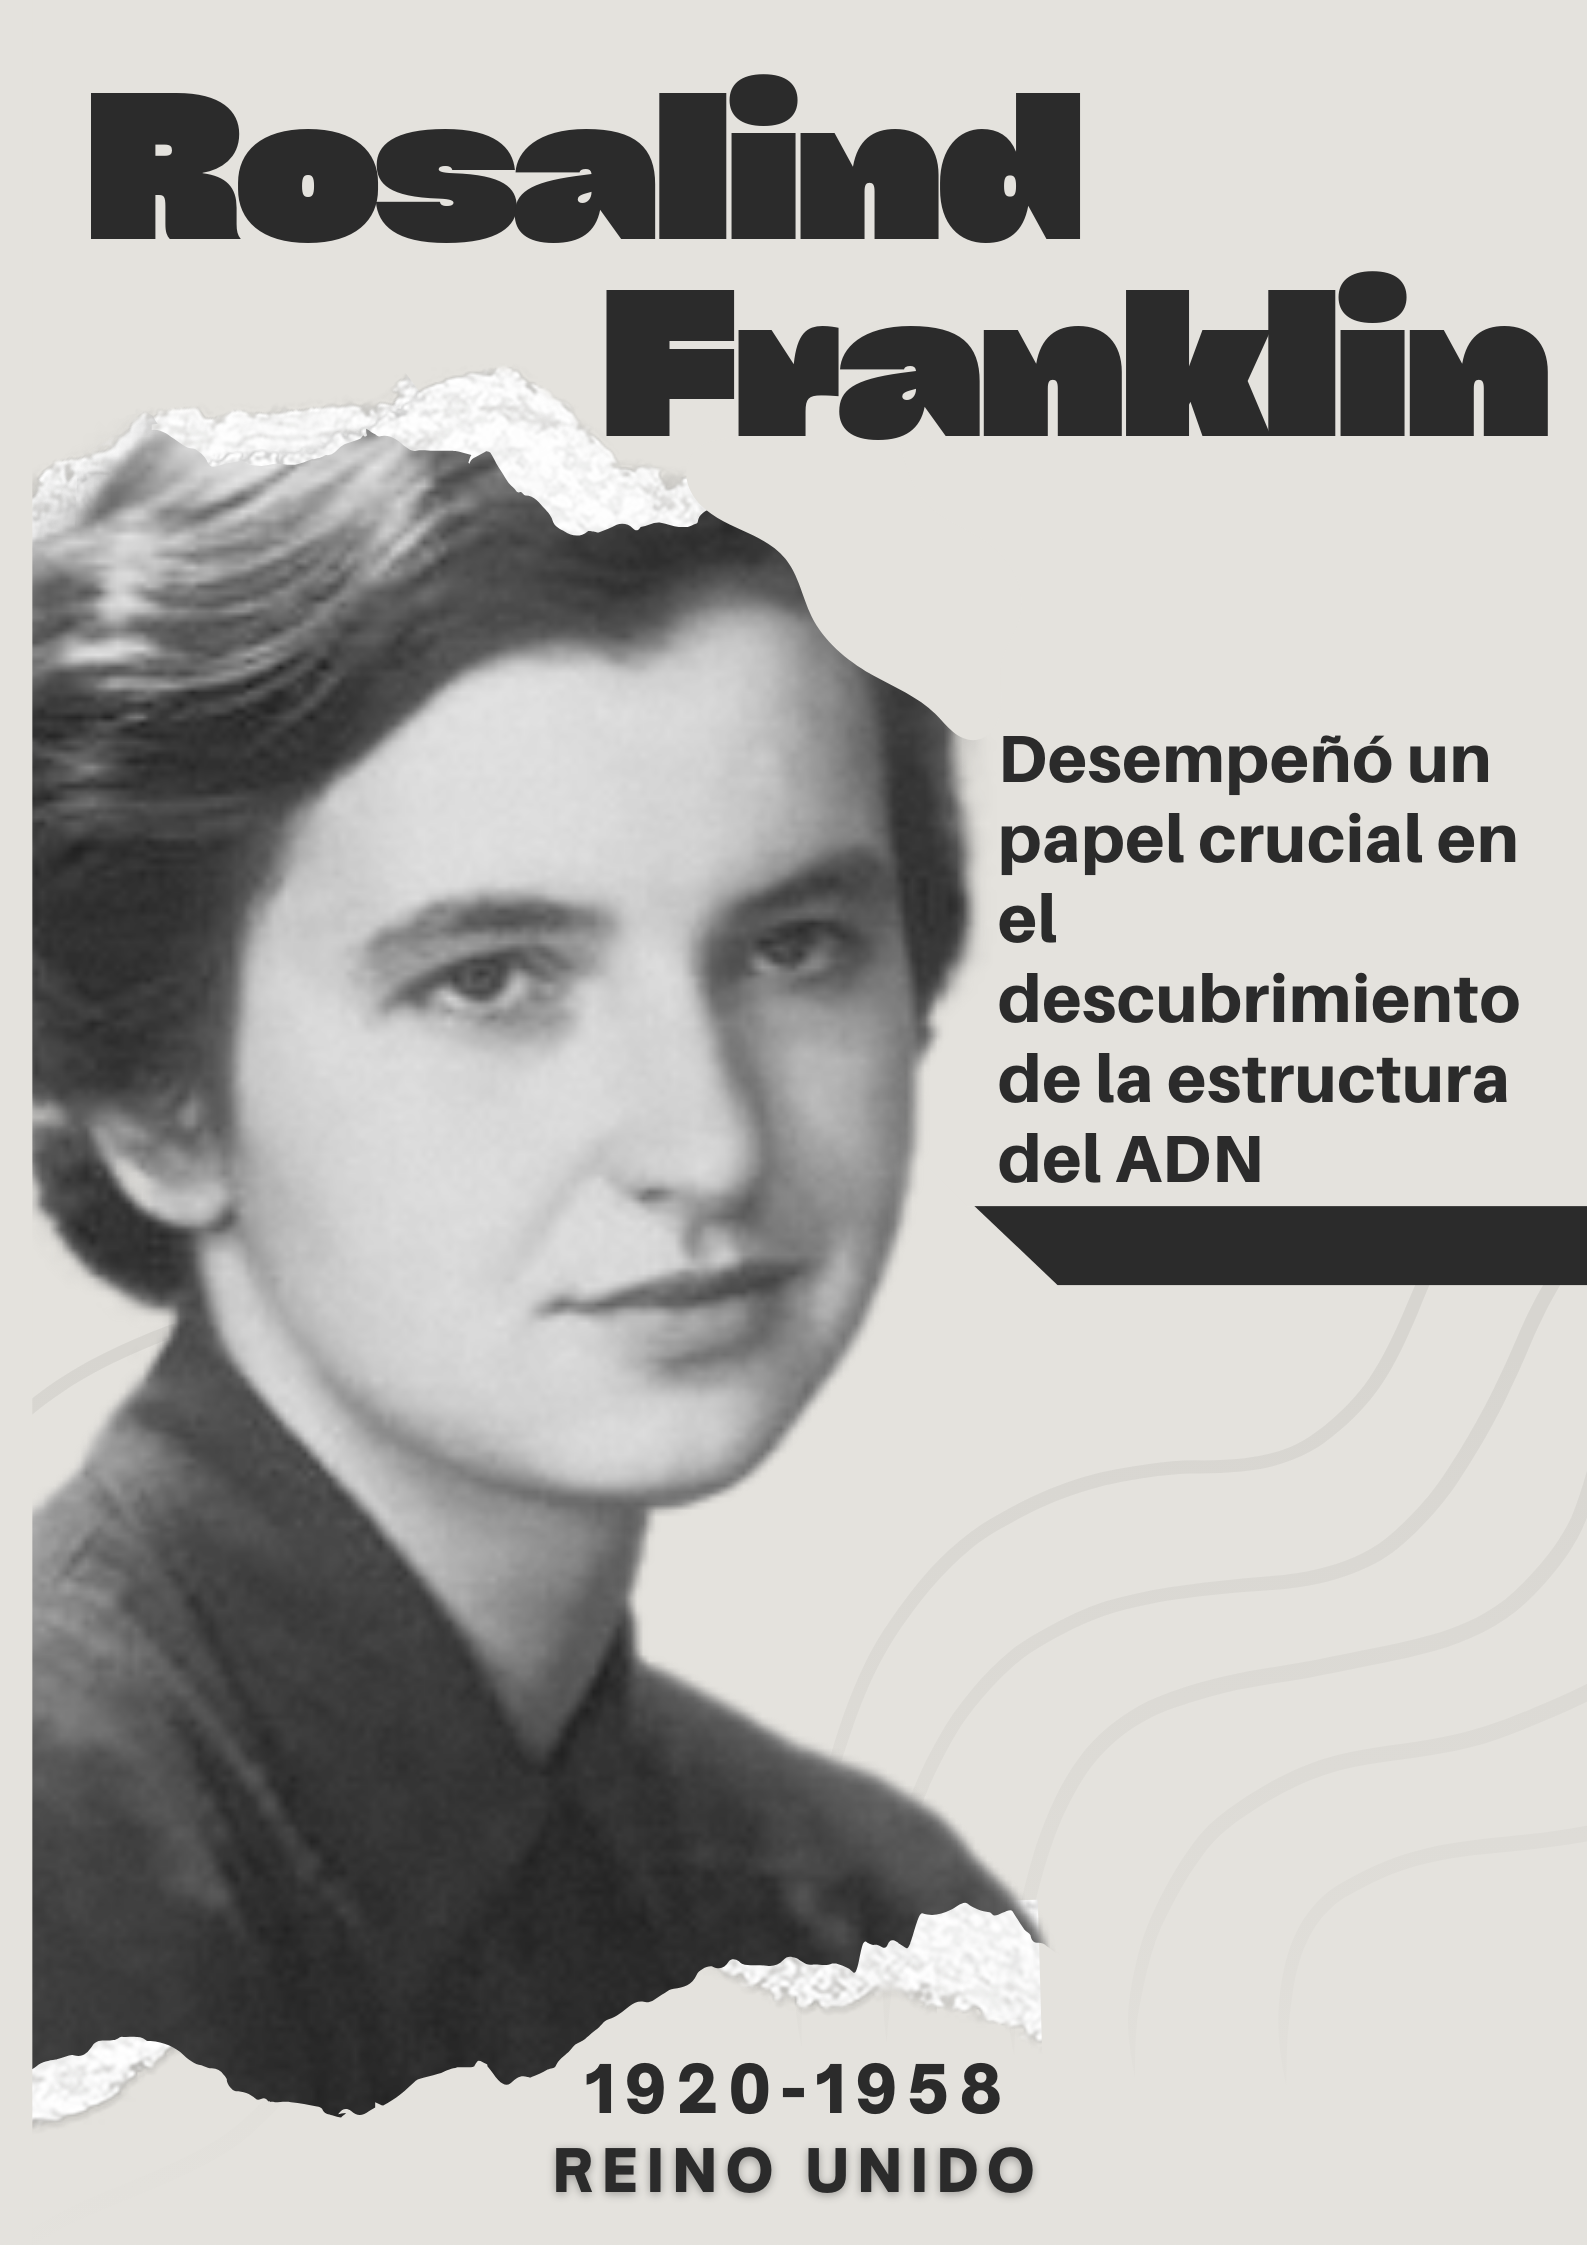 Rosalind
Franklin
Desempeñó un
papel crucial en
el
descubrimiento
de la estructura
del ADN
1920-1958
REINO UNIDO